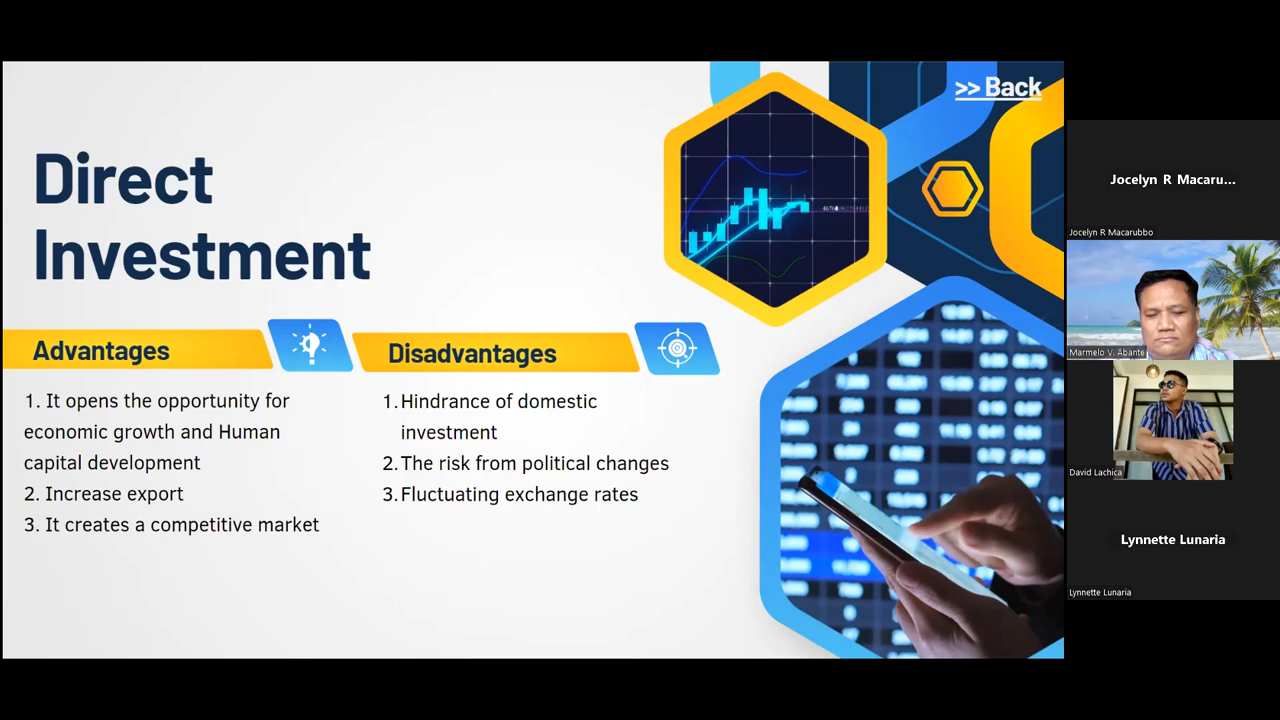 >> Back
Direct
Investment
Advantages
1. It opens the opportunity for
economic growth and Human
capital development
2. Increase export
3. It creates a competitive market
Disadvantages
1. Hindrance of domestic
investment
2. The risk from political changes
3. Fluctuating exchange rates
Jocelyn R Macaru...
Jocelyn R Macarubbo
Marmelo V. Abante
David Lachica
Lynnette Lunaria
Lynnette Lunaria